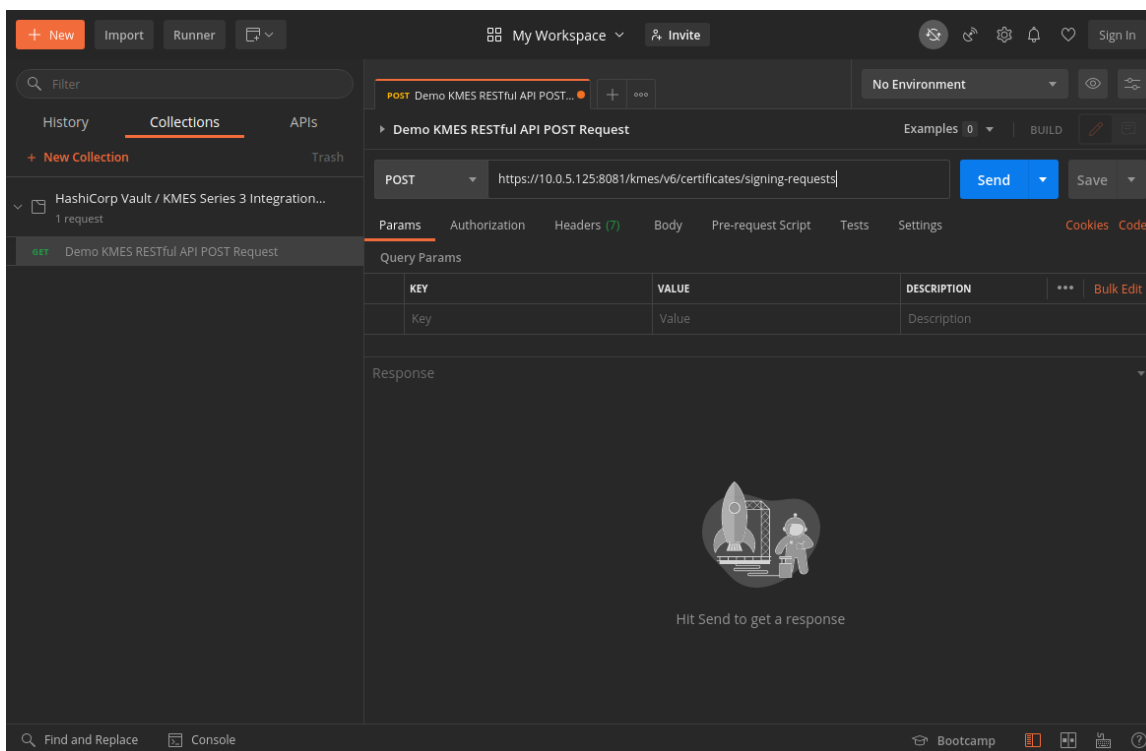 + New Import Runner My Workspace Invite Sign In
Filter
History Collections APIs
+ New Collection Trash
HashiCorp Vault / KMES Series 3 Integration...
1 request
GET Demo KMES RESTful API POST Request
POST Demo KMES RESTful API POST... No Environment
Demo KMES RESTful API POST Request Examples 0 BUILD
POST https://10.0.5.125:8081/kmes/v6/certificates/signing-requests Send Save
Params Authorization Headers (7) Body Pre-request Script Tests Settings Cookies Code
Query Params
KEY VALUE DESCRIPTION Bulk Edit
Key Value Description
Response
Hit Send to get a response
Find and Replace Console Bootcamp